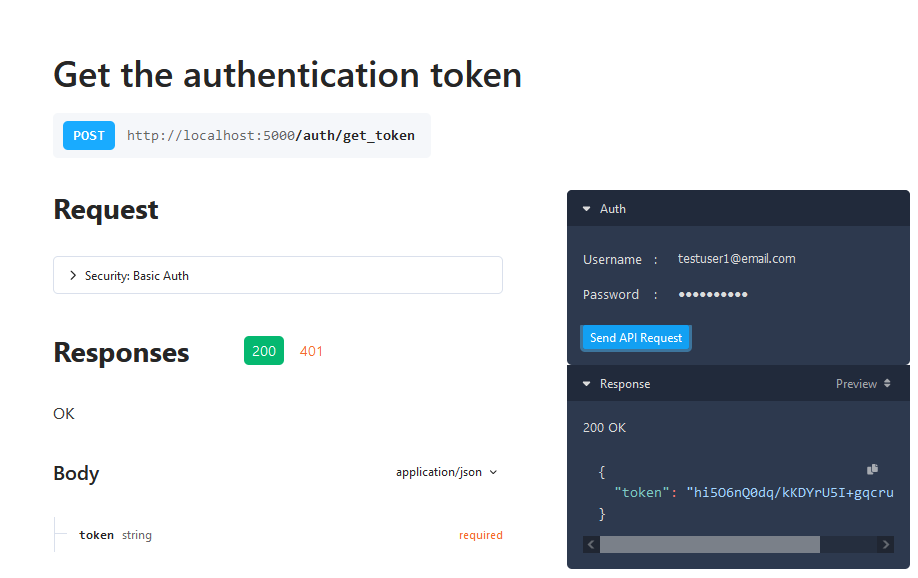 Get the authentication token
POST http://localhost:5000/auth/get_token
Request
Security: Basic Auth
Responses 200 401
OK
Body application/json
token string required
Auth
Username : testuser1@email.com
Password : ••••••••••
Send API Request
Response Preview
200 OK
{
"token": "hi5O6nQ0dq/kKDYrU5I+gqcru
}